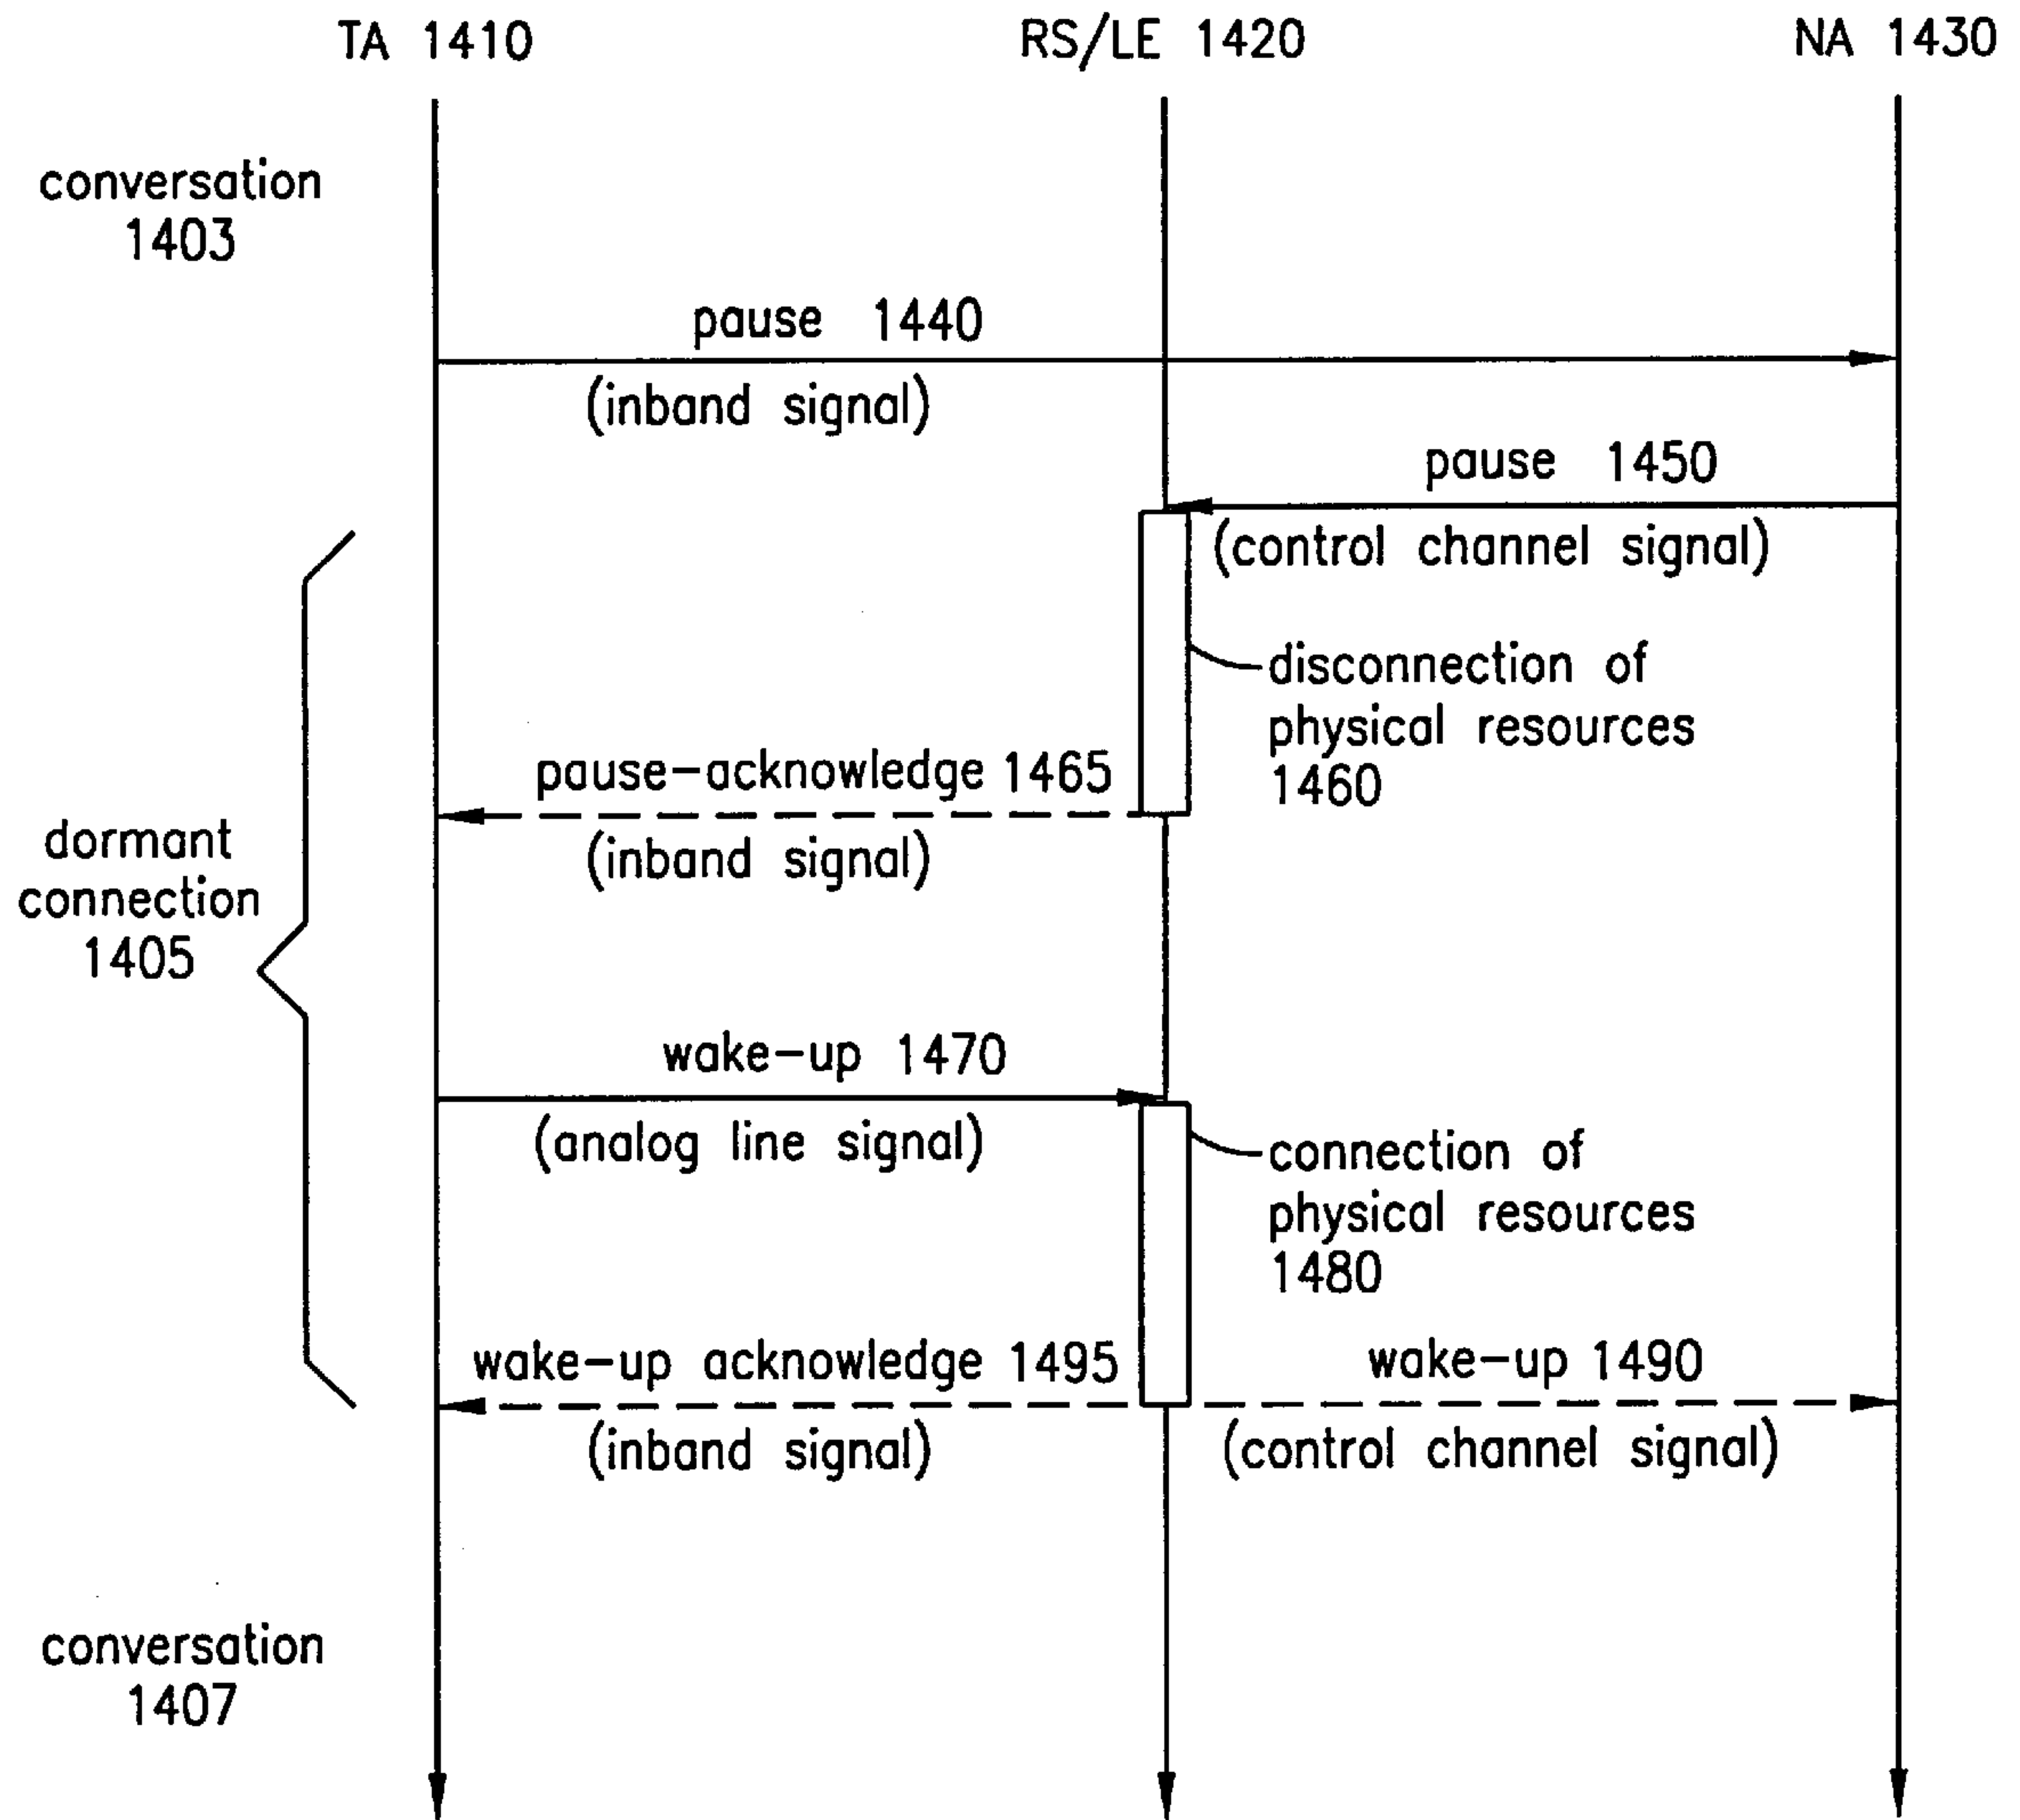 TA 1410
RS/LE 1420
NA 1430
conversation
1403
pause 1440
(inband signal)
pause 1450
(control channel signal)
disconnection of
physical resources
1460
pause-acknowledge 1465
(inband signal)
dormant
connection
1405
wake-up 1470
(analog line signal)
connection of
physical resources
1480
wake-up acknowledge 1495
(inband signal)
wake-up 1490
(control channel signal)
conversation
1407